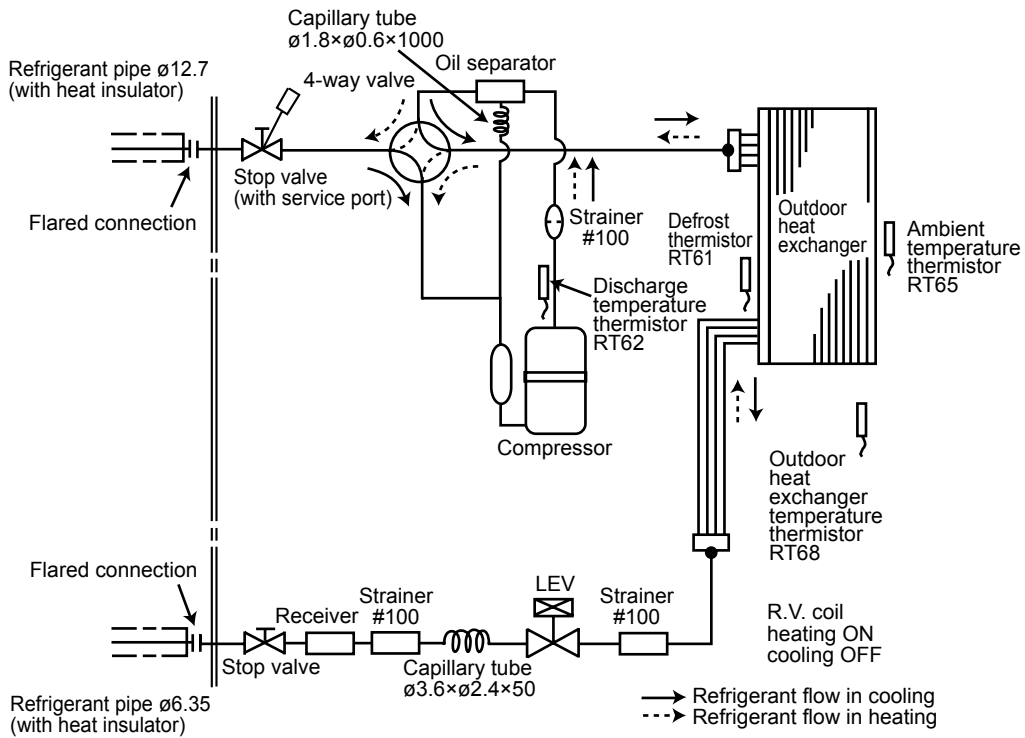 Capillary tube
ø1.8×ø0.6×1000
Oil separator
Refrigerant pipe ø12.7
(with heat insulator)
4-way valve
Stop valve
(with service port)
Flared connection
Strainer
#100
Discharge
temperature
thermistor
RT62
Compressor
Defrost
thermistor
RT61
Outdoor
heat
exchanger
Ambient
temperature
thermistor
RT65
Outdoor
heat
exchanger
temperature
thermistor
RT68
Flared connection
Receiver
Strainer
#100
LEV
Strainer
#100
Stop valve
Capillary tube
ø3.6×ø2.4×50
Refrigerant pipe ø6.35
(with heat insulator)
R.V. coil
heating ON
cooling OFF
Refrigerant flow in cooling
Refrigerant flow in heating